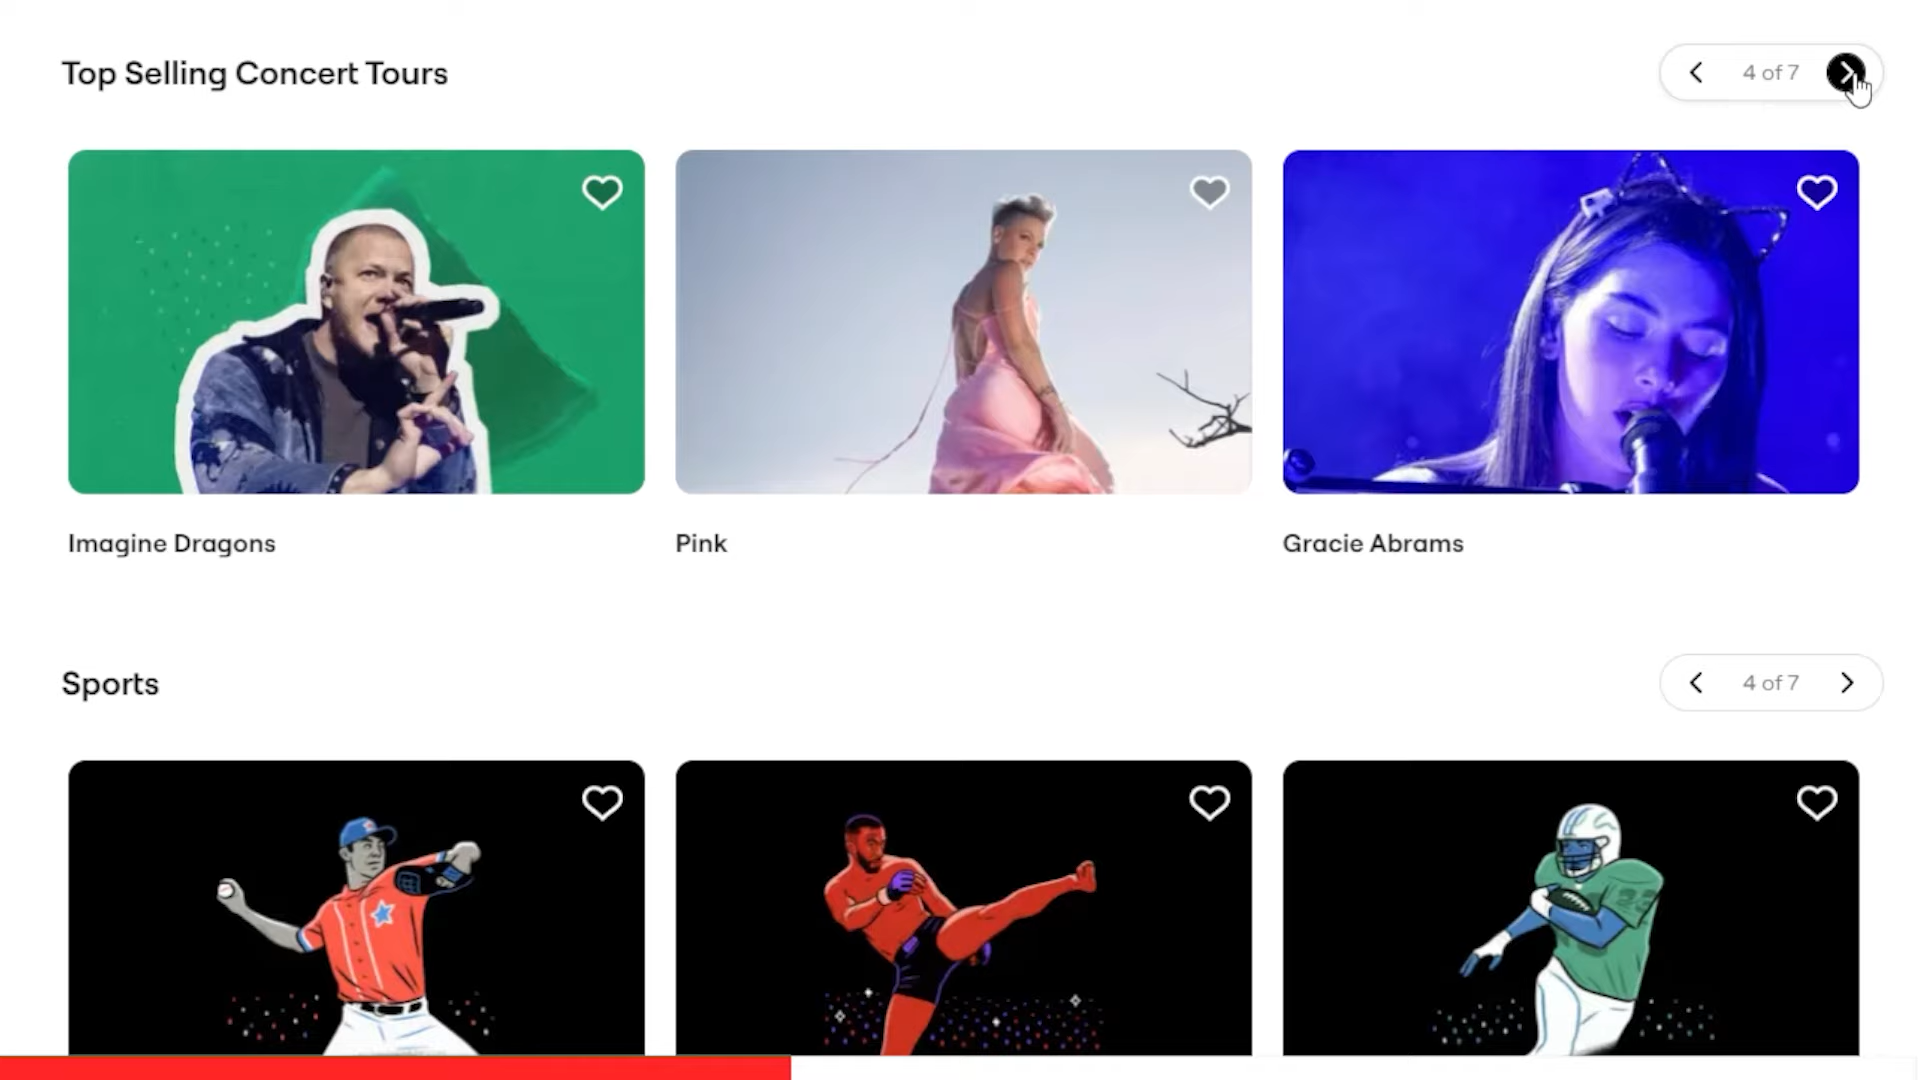 Top Selling Concert Tours
4 of 7
Imagine Dragons
Pink
Gracie Abrams
Sports
4 of 7